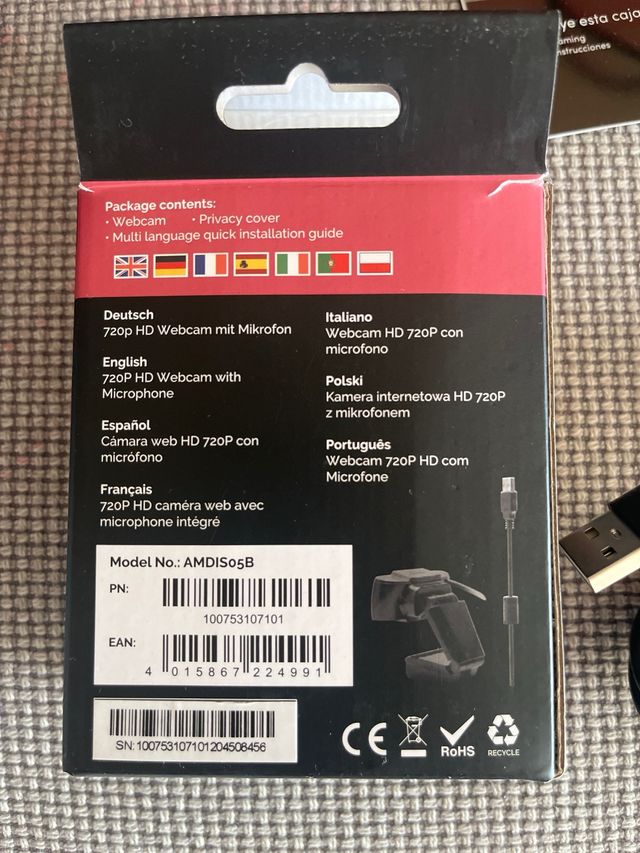 ye esta caja
aming
nstrucciones
Package contents:
• Webcam • Privacy cover
• Multi language quick installation guide
Deutsch
720p HD Webcam mit Mikrofon
English
720P HD Webcam with
Microphone
Español
Cámara web HD 720P con
micrófono
Français
720P HD caméra web avec
microphone intégré
Italiano
Webcam HD 720P con
microfono
Polski
Kamera internetowa HD 720P
z mikrofonem
Português
Webcam 720P HD com
Microfone
Model No.: AMDIS05B
PN:
100753107101
EAN:
4 015867 224991
SN:100753107101204508456
CE
RoHS
RECYCLE